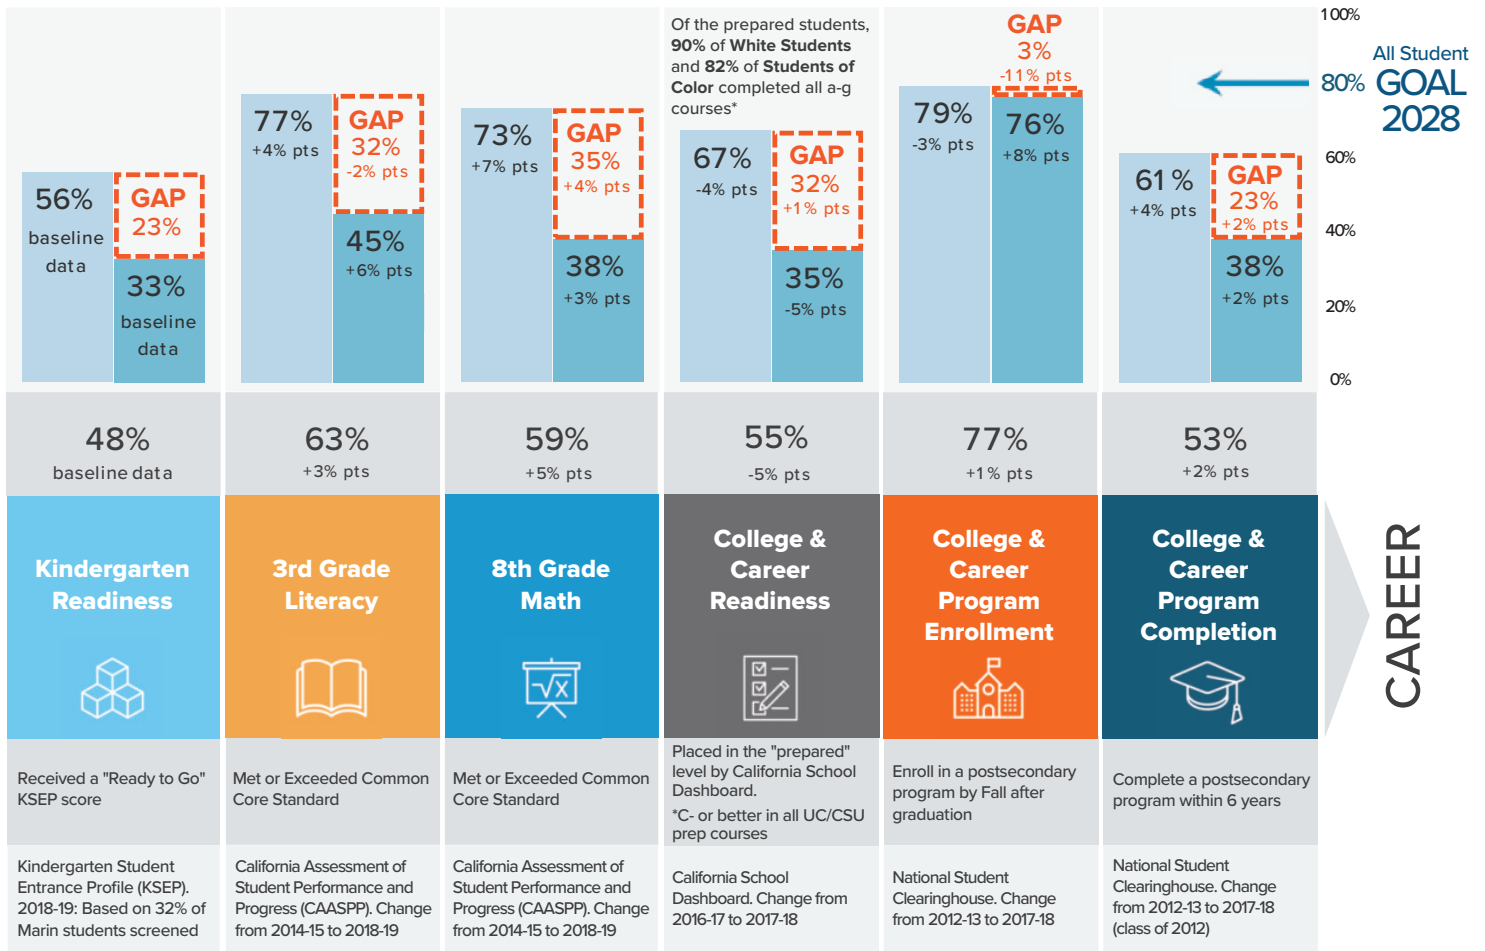 56%
baseline
data
GAP
23%
33%
baseline
data
77%
+4% pts
GAP
32%
-2% pts
45%
+6% pts
73%
+7% pts
GAP
35%
+4% pts
38%
+3% pts
Of the prepared students,
90% of White Students
and 82% of Students of
Color completed all a-g
courses*
67%
-4% pts
GAP
32%
+1% pts
35%
-5% pts
GAP
3%
-11% pts
79%
-3% pts
76%
+8% pts
61%
+4% pts
GAP
23%
+2% pts
38%
+2% pts
100%
80%
60%
40%
20%
0%
All Student
GOAL
2028
48%
baseline data
63%
+3% pts
59%
+5% pts
55%
-5% pts
77%
+1% pts
53%
+2% pts
Kindergarten
Readiness
3rd Grade
Literacy
8th Grade
Math
√x
College &
Career
Readiness
College &
Career
Program
Enrollment
College &
Career
Program
Completion
CAREER
Received a "Ready to Go"
KSEP score
Met or Exceeded Common
Core Standard
Met or Exceeded Common
Core Standard
Placed in the "prepared"
level by California School
Dashboard.
*C- or better in all UC/CSU
prep courses
Enroll in a postsecondary
program by Fall after
graduation
Complete a postsecondary
program within 6 years
Kindergarten Student
Entrance Profile (KSEP).
2018-19: Based on 32% of
Marin students screened
California Assessment of
Student Performance and
Progress (CAASPP). Change
from 2014-15 to 2018-19
California Assessment of
Student Performance and
Progress (CAASPP). Change
from 2014-15 to 2018-19
California School
Dashboard. Change from
2016-17 to 2017-18
National Student
Clearinghouse. Change
from 2012-13 to 2017-18
National Student
Clearinghouse. Change
from 2012-13 to 2017-18
(class of 2012)